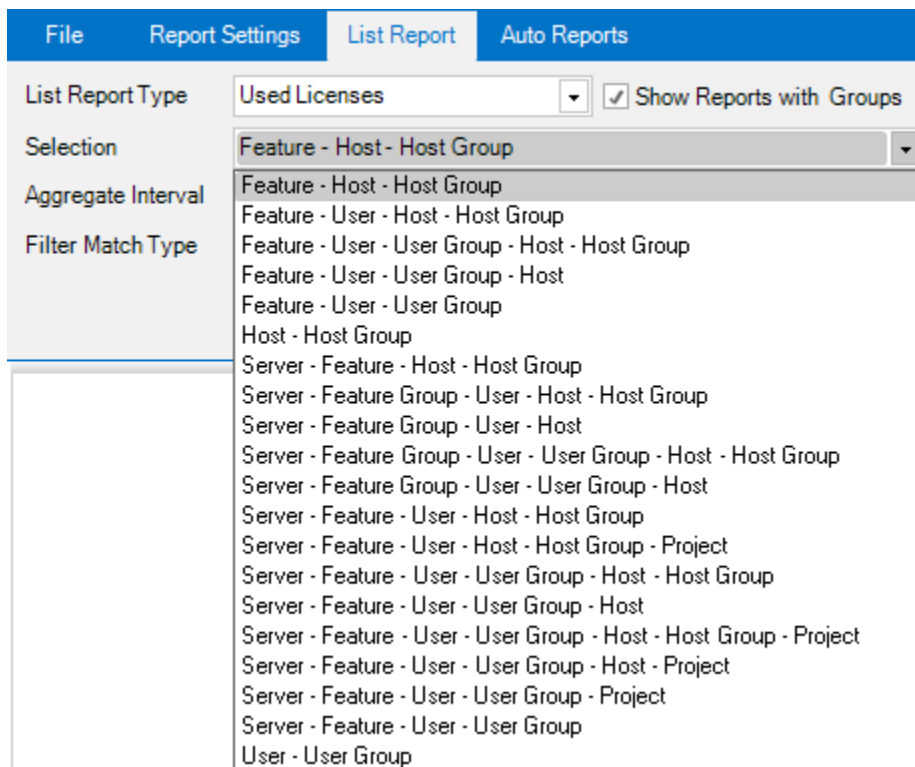 File Report Settings List Report Auto Reports
List Report Type Used Licenses Show Reports with Groups
Selection Feature - Host - Host Group
Aggregate Interval
Filter Match Type
Feature - Host - Host Group
Feature - User - Host - Host Group
Feature - User - User Group - Host - Host Group
Feature - User - User Group - Host
Feature - User - User Group
Host - Host Group
Server - Feature - Host - Host Group
Server - Feature Group - User - Host - Host Group
Server - Feature Group - User - Host
Server - Feature Group - User - User Group - Host - Host Group
Server - Feature Group - User - User Group - Host
Server - Feature - User - Host - Host Group
Server - Feature - User - Host - Host Group - Project
Server - Feature - User - User Group - Host - Host Group
Server - Feature - User - User Group - Host
Server - Feature - User - User Group - Host - Host Group - Project
Server - Feature - User - User Group - Host - Project
Server - Feature - User - User Group - Project
Server - Feature - User - User Group
User - User Group